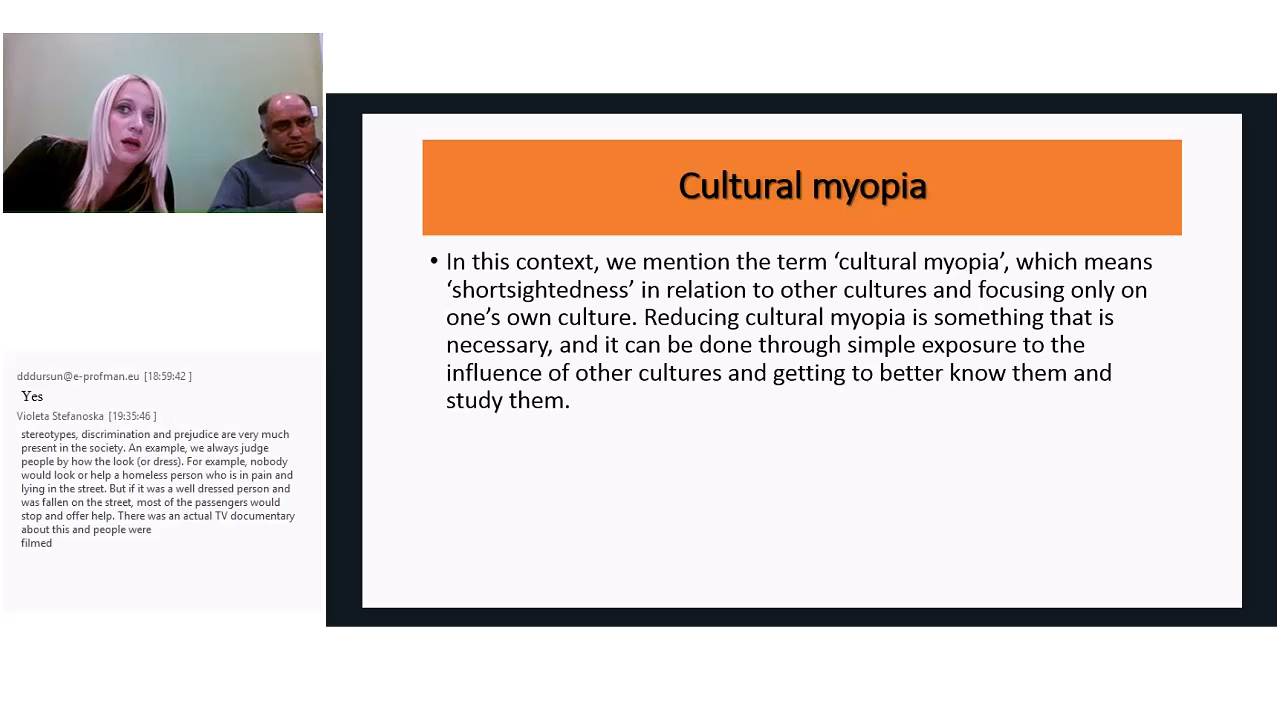 Cultural myopia
• In this context, we mention the term ‘cultural myopia’, which means
‘shortsightedness’ in relation to other cultures and focusing only on
one’s own culture. Reducing cultural myopia is something that is
necessary, and it can be done through simple exposure to the
influence of other cultures and getting to better know them and
study them.
dddursun@e-profman.eu [18:59:42 ]
Yes
Violeta Stefanoska [19:35:46 ]
stereotypes, discrimination and prejudice are very much
present in the society. An example, we always judge
people by how the look (or dress). For example, nobody
would look or help a homeless person who is in pain and
lying in the street. But if it was a well dressed person and
was fallen on the street, most of the passengers would
stop and offer help. There was an actual TV documentary
about this and people were
filmed